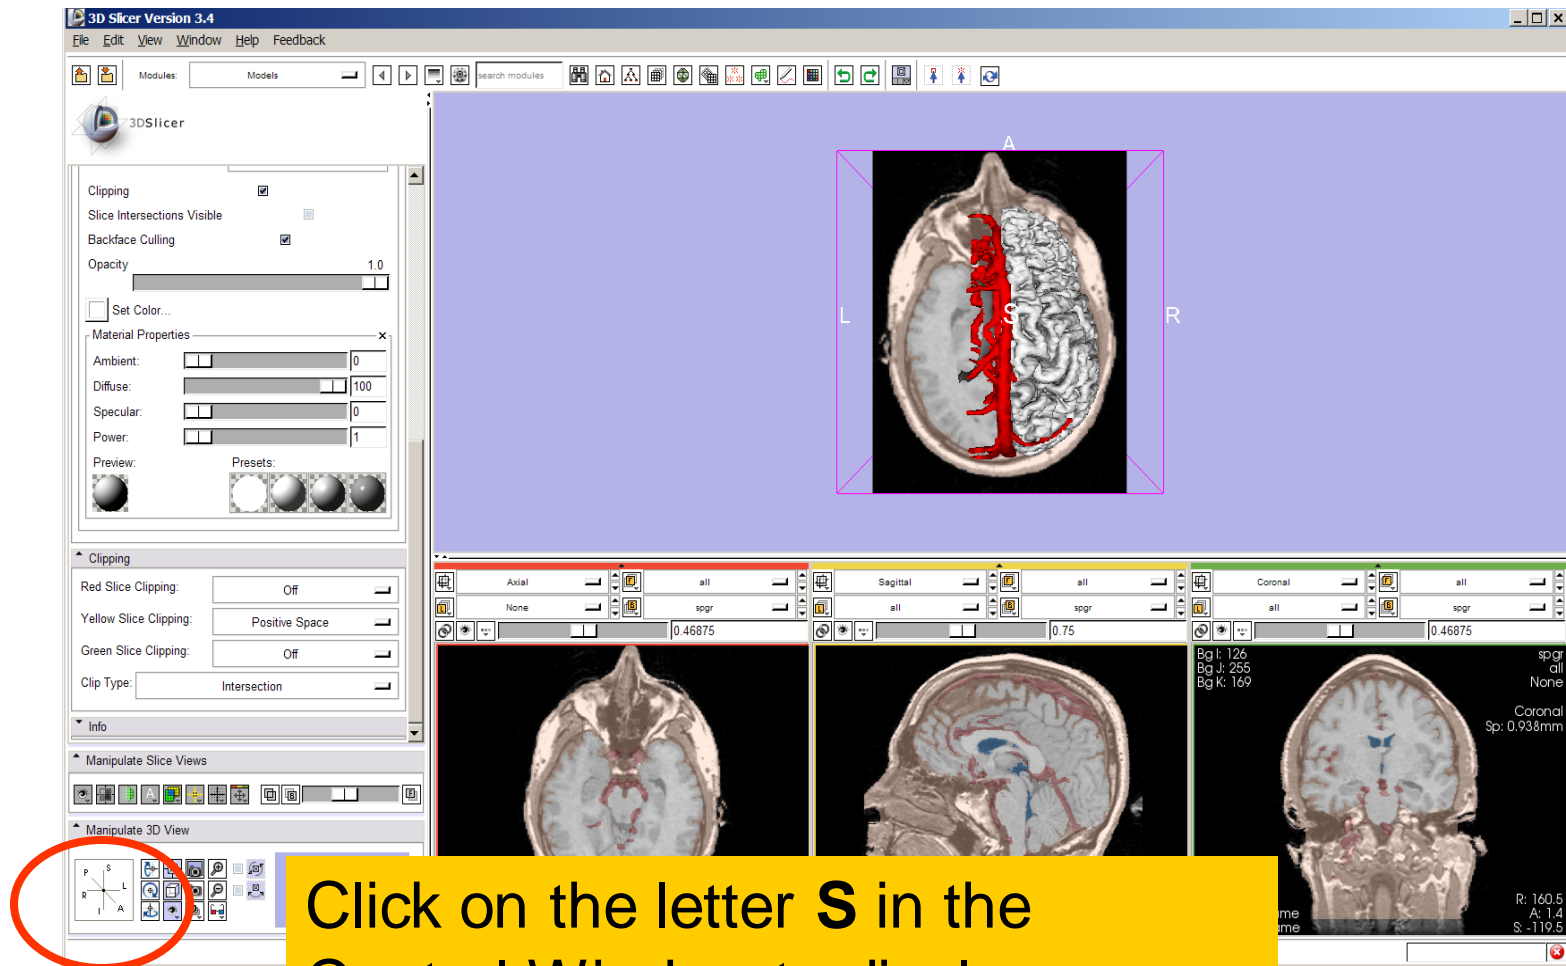 3D Slicer Version 3.4
File Edit View Window Help Feedback
Modules: Models search modules
3DSlicer
Clipping
Slice Intersections Visible
Backface Culling
Opacity 1.0
Set Color...
Material Properties
Ambient: 0
Diffuse: 100
Specular: 0
Power: 1
Preview: Presets:
Clipping
Red Slice Clipping: Off
Yellow Slice Clipping: Positive Space
Green Slice Clipping: Off
Clip Type: Intersection
Info
Manipulate Slice Views
Manipulate 3D View
P S
R L
I A
A
L S R
Axial all
None spgr
0.46875
Sagittal all
all spgr
0.75
Coronal all
all spgr
0.46875
Bg I: 126
Bg J: 255
Bg K: 169
spgr
all
None
Coronal
Sp: 0.938mm
R: 160.5
A: 1.4
S: -119.5
Click on the letter S in the